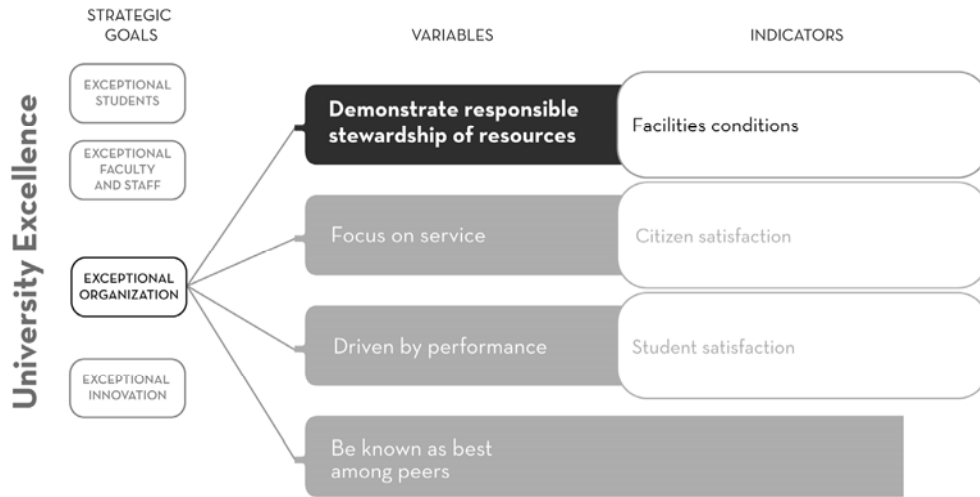 STRATEGIC
GOALS
VARIABLES
INDICATORS
University Excellence
EXCEPTIONAL
STUDENTS
EXCEPTIONAL
FACULTY
AND STAFF
EXCEPTIONAL
ORGANIZATION
EXCEPTIONAL
INNOVATION
Demonstrate responsible
stewardship of resources
Facilities conditions
Focus on service
Citizen satisfaction
Driven by performance
Student satisfaction
Be known as best
among peers